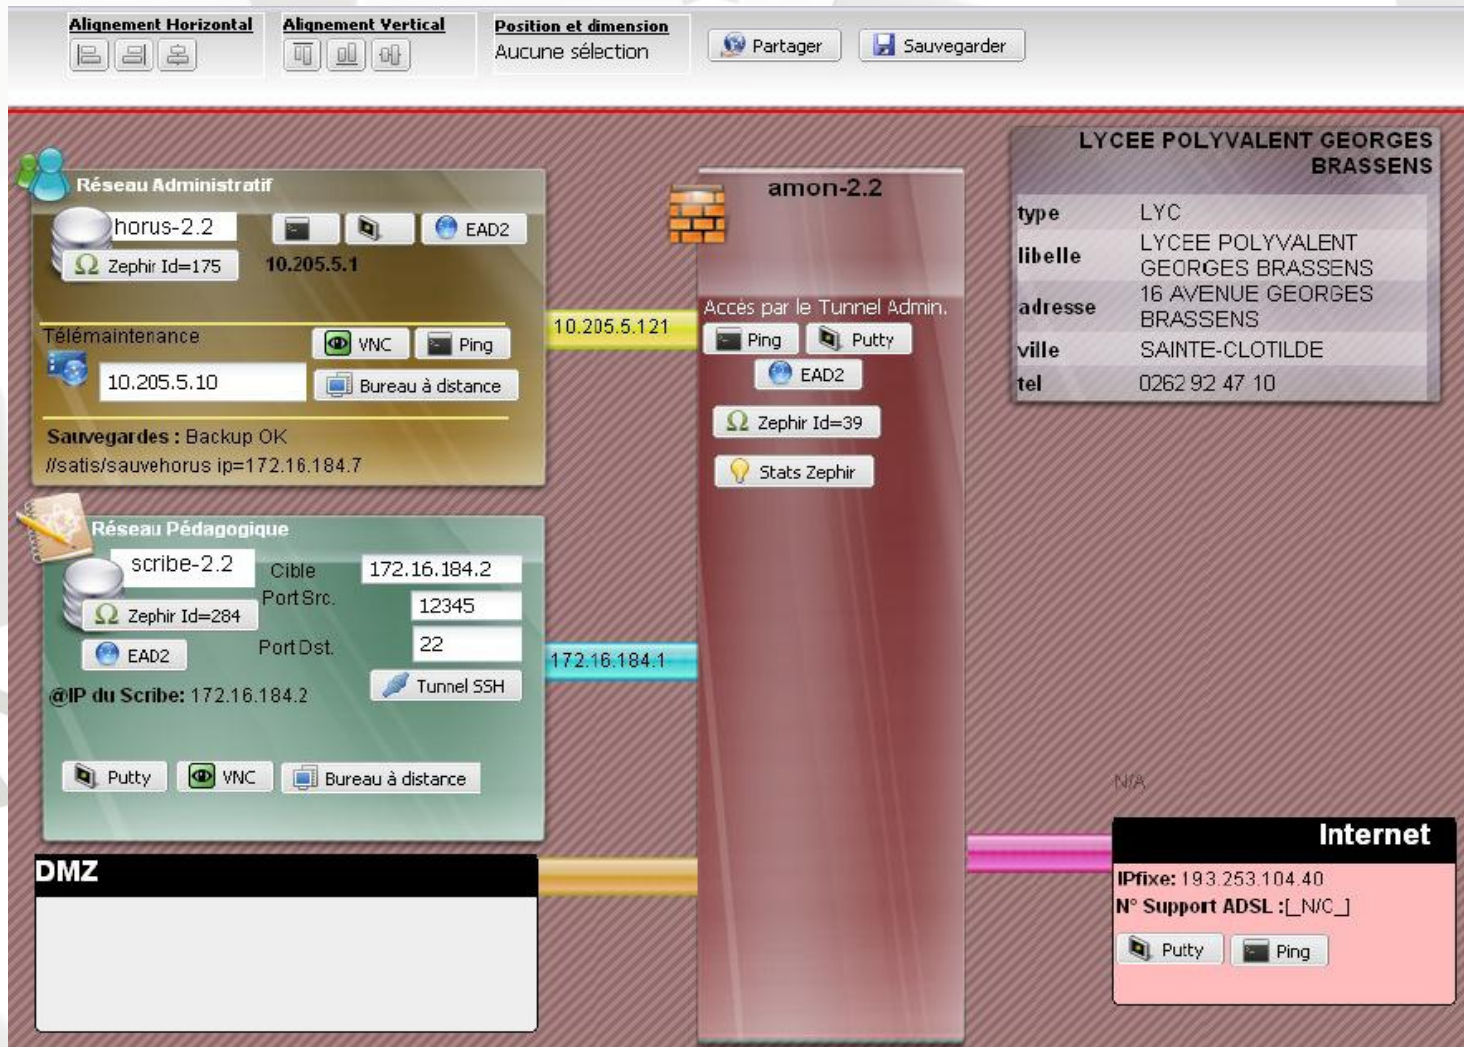 Alignement Horizontal
Alignement Vertical
Position et dimension
Aucune sélection
Partager
Sauvegarder
Réseau Administratif
horus-2.2
EAD2
Zephir Id=175
10.205.5.1
Télémaintenance
VNC
Ping
10.205.5.10
Bureau à distance
Sauvegardes : Backup OK
//satis/sauvehorus ip=172.16.184.7
10.205.5.121
Réseau Pédagogique
scribe-2.2
Cible
172.16.184.2
Port Src.
12345
Zephir Id=284
Port Dst.
22
EAD2
Tunnel SSH
@IP du Scribe: 172.16.184.2
Putty
VNC
Bureau à distance
172.16.184.1
DMZ
amon-2.2
Accès par le Tunnel Admin.
Ping
Putty
EAD2
Zephir Id=39
Stats Zephir
LYCEE POLYVALENT GEORGES
BRASSENS
type LYC
libelle LYCEE POLYVALENT
GEORGES BRASSENS
adresse 16 AVENUE GEORGES
BRASSENS
ville SAINTE-CLOTILDE
tel 0262 92 47 10
N/A
Internet
IPfixe: 193.253.104.40
N° Support ADSL :[_N/C_]
Putty
Ping